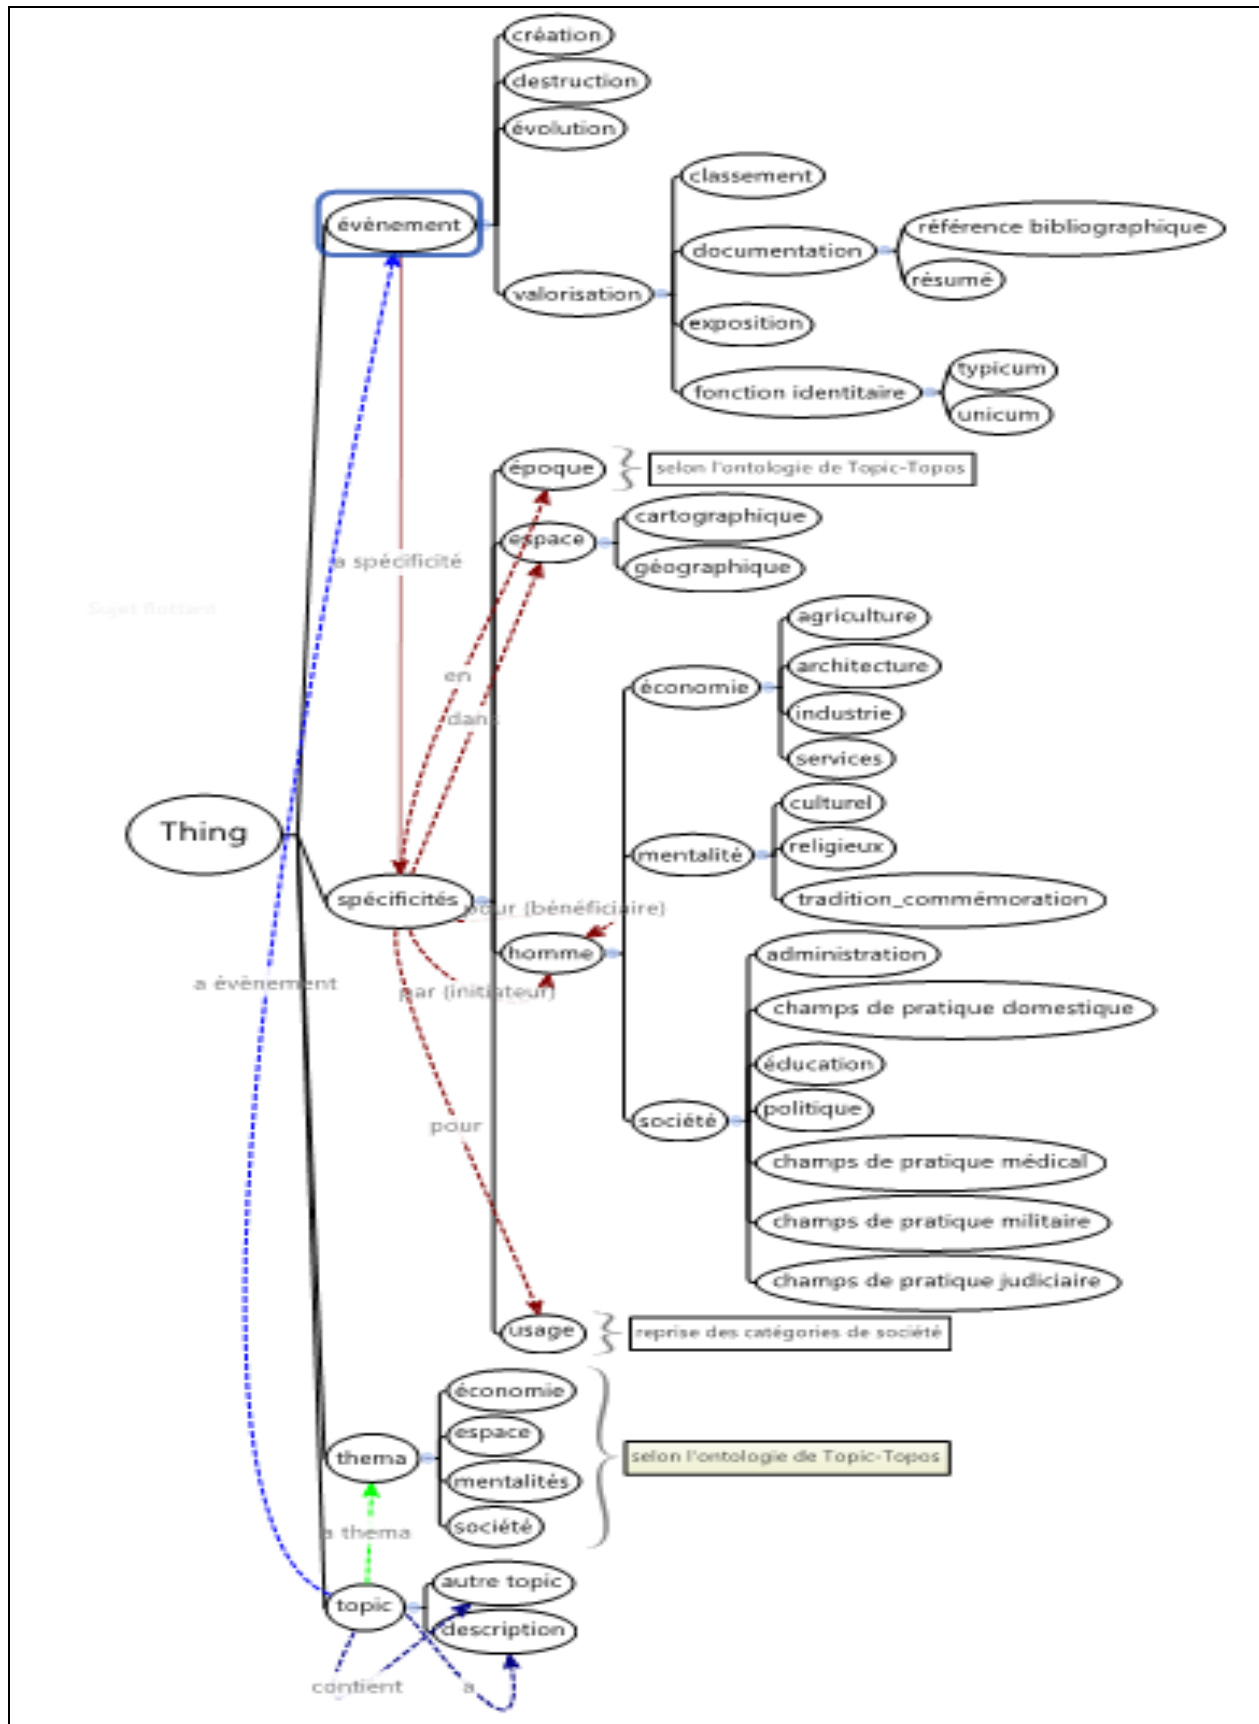 création
destruction
évolution
classement
évènement
référence bibliographique
documentation
résumé
valorisation
exposition
typicum
fonction identitaire
unicum
époque
selon l'ontologie de Topic-Topos
cartographique
espace
a spécificité
géographique
Sujet flottant
agriculture
architecture
en
économie
dans
industrie
services
culturel
Thing
religieux
mentalité
spécificités
tradition_commémoration
pour (bénéficiaire)
homme
administration
a évènement
par (initiateur)
champs de pratique domestique
éducation
politique
société
pour
champs de pratique médical
champs de pratique militaire
champs de pratique judiciaire
usage
reprise des catégories de société
économie
espace
thema
selon l'ontologie de Topic-Topos
mentalités
société
a thema
autre topic
topic
description
contient
a